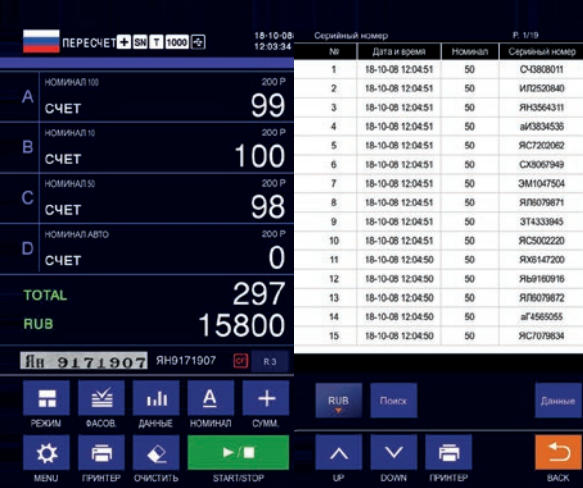 ПЕРЕСЧЕТ + SN T 1000
18-10-08
12:03:34
A
НОМИНАЛ 100
200 P
СЧЕТ
99
B
НОМИНАЛ 10
200 P
СЧЕТ
100
C
НОМИНАЛ 50
200 P
СЧЕТ
98
D
НОМИНАЛ АВТО
200 P
СЧЕТ
0
TOTAL
297
RUB
15800
Ян 9171907
ЯН9171907
CF
R 3
РЕЖИМ
ФАСОВ.
ДАННЫЕ
A
НОМИНАЛ
СУММ.
MENU
ПРИНТЕР
ОЧИСТИТЬ
START/STOP
Серийный номер
P. 1/19
№ Дата и время Номинал Серийный номер
1 18-10-08 12:04:51 50 СЧ3808011
2 18-10-08 12:04:51 50 ИЛ2520840
3 18-10-08 12:04:51 50 ЯН3564311
4 18-10-08 12:04:51 50 аИ3834536
5 18-10-08 12:04:51 50 ЯС7202062
6 18-10-08 12:04:51 50 СХ8067949
7 18-10-08 12:04:51 50 ЭМ1047504
8 18-10-08 12:04:51 50 ЯЛ6079871
9 18-10-08 12:04:51 50 ЗТ4333945
10 18-10-08 12:04:51 50 ЯС5002220
11 18-10-08 12:04:50 50 ЯХ6147200
12 18-10-08 12:04:50 50 ЯЬ9160916
13 18-10-08 12:04:50 50 ЯЛ6079872
14 18-10-08 12:04:50 50 аГ4565055
15 18-10-08 12:04:50 50 ЯС7079834
RUB
Поиск
Данные
UP
DOWN
ПРИНТЕР
BACK